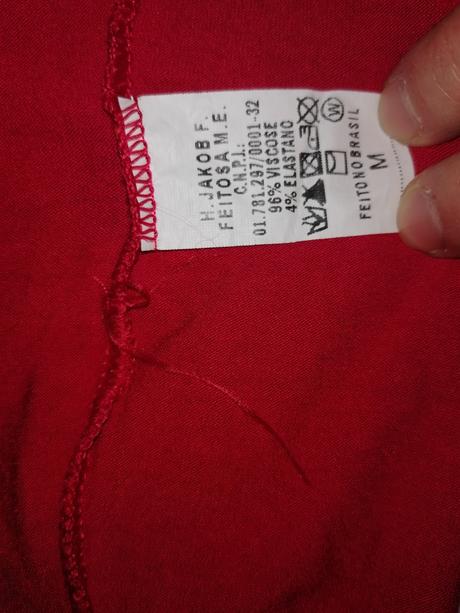 H. JAKOB F.
FEITOSA M.E.
C.N.P.J.:
01.781.297/0001-32
96% VISCOSE
4% ELASTANO
W
FEITO NO BRASIL
M